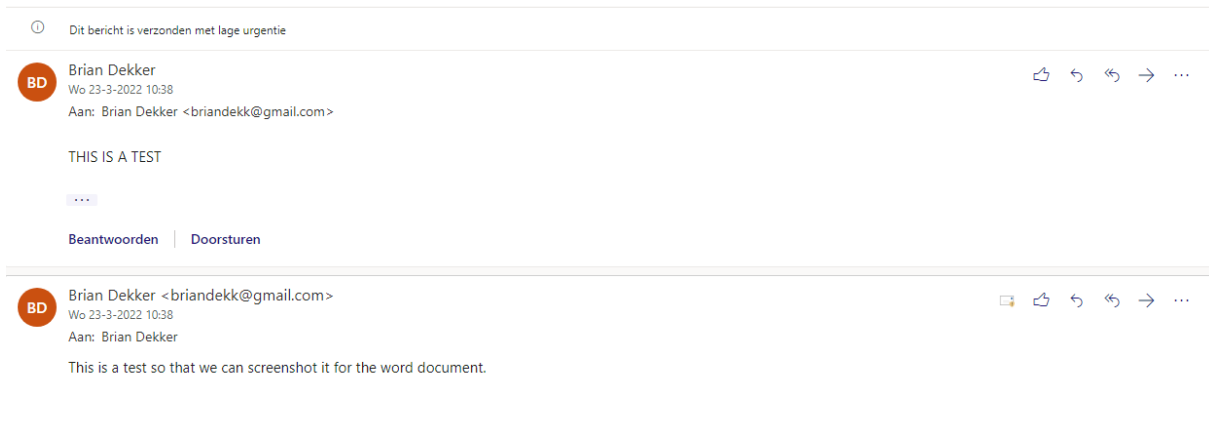 Dit bericht is verzonden met lage urgentie
BD
Brian Dekker
Wo 23-3-2022 10:38
Aan: Brian Dekker <briandekk@gmail.com>
THIS IS A TEST
...
Beantwoorden | Doorsturen
BD
Brian Dekker <briandekk@gmail.com>
Wo 23-3-2022 10:38
Aan: Brian Dekker
This is a test so that we can screenshot it for the word document.